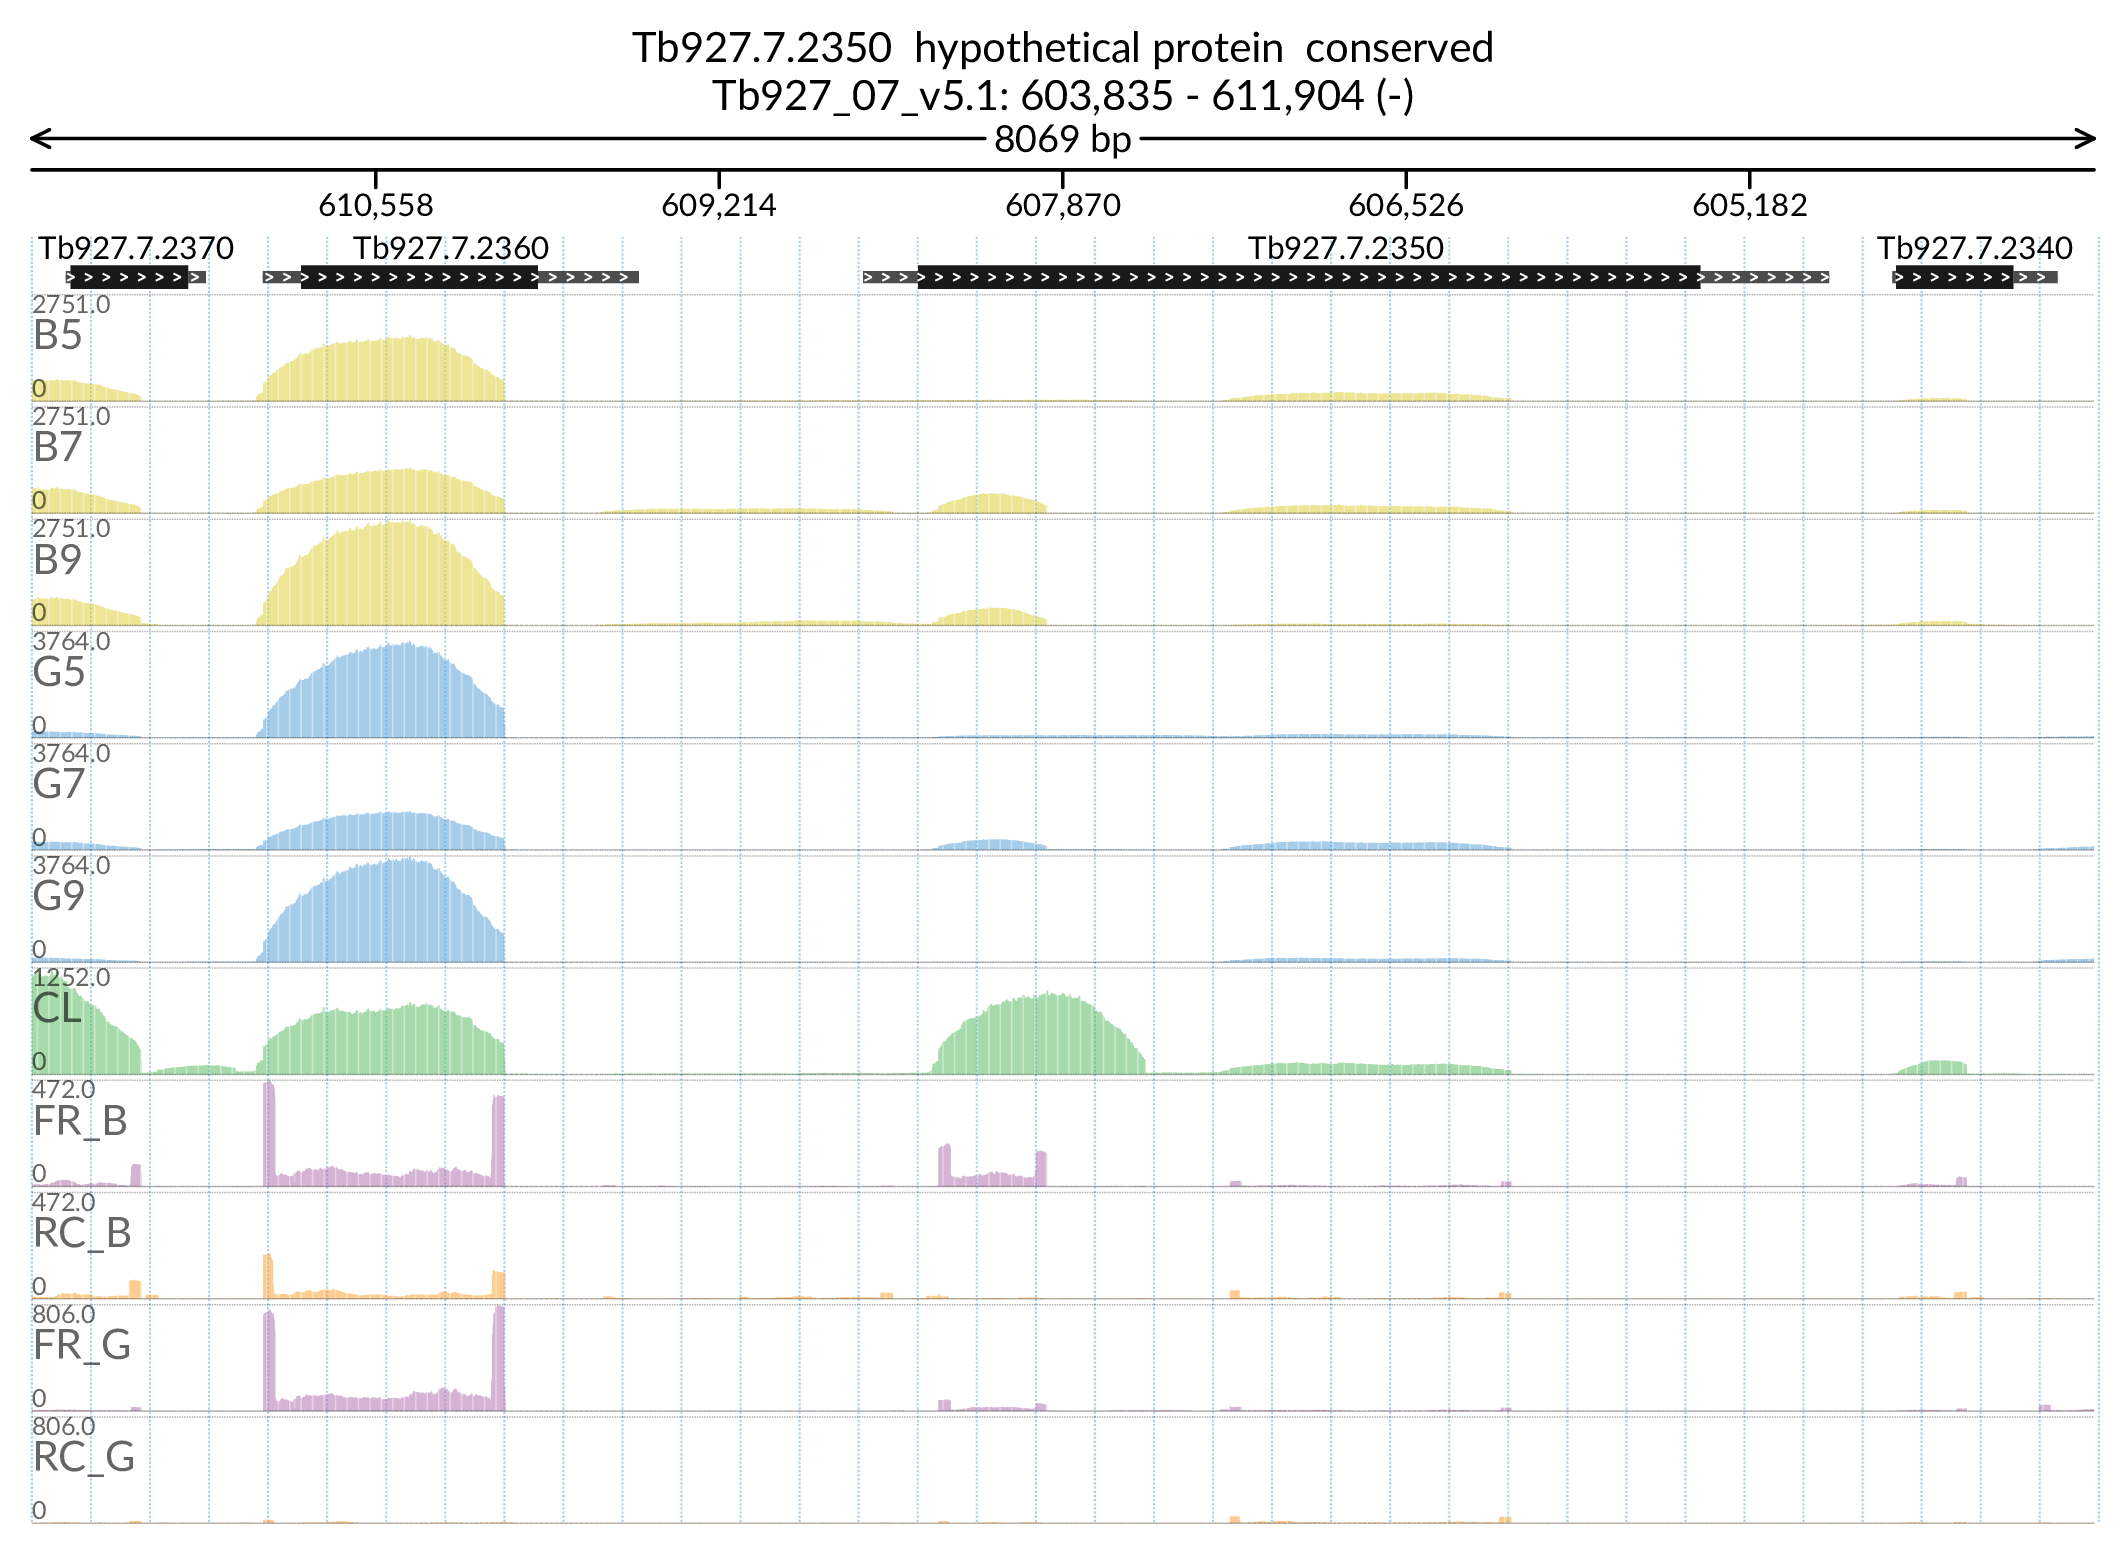 Tb927.7.2350 hypothetical protein conserved
Tb927_07_v5.1: 603,835 - 611,904 (-)
8069 bp
610,558 609,214 607,870 606,526 605,182
Tb927.7.2370 Tb927.7.2360 Tb927.7.2350 Tb927.7.2340
2751.0
B5
0
2751.0
B7
0
2751.0
B9
0
3764.0
G5
0
3764.0
G7
0
3764.0
G9
0
1252.0
CL
0
472.0
FR_B
0
472.0
RC_B
0
806.0
FR_G
0
806.0
RC_G
0